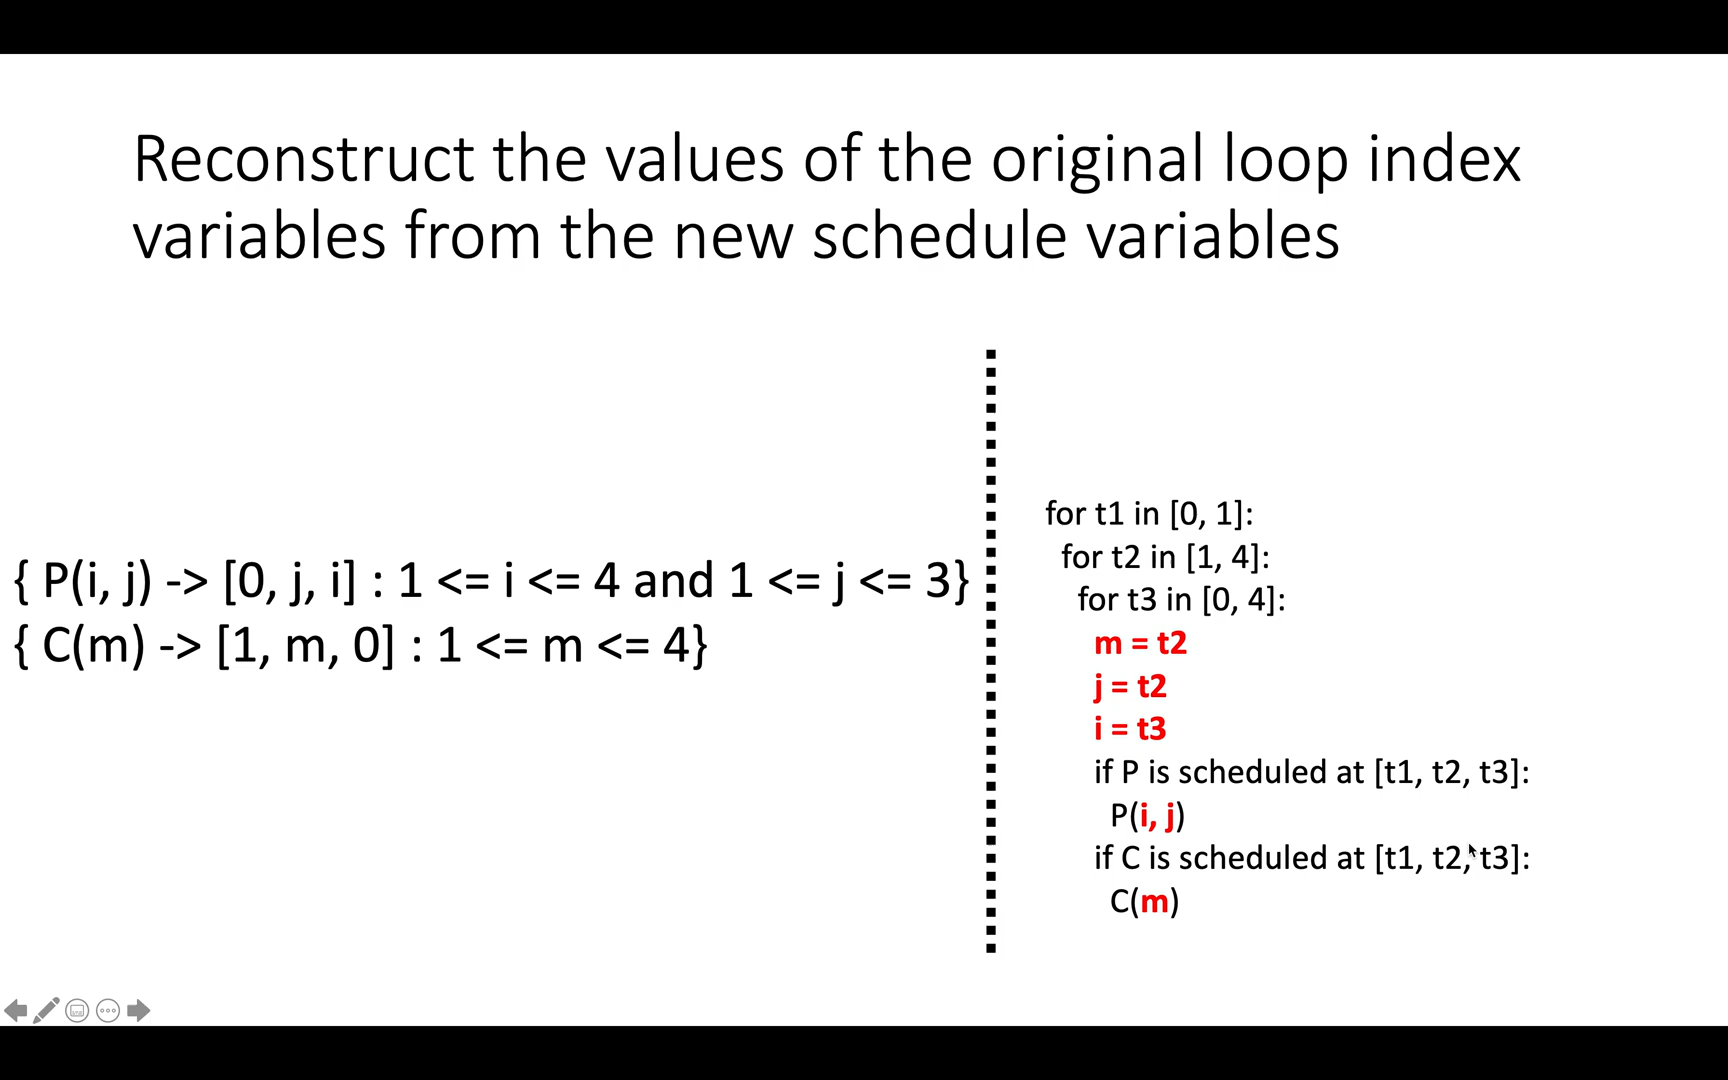 Reconstruct the values of the original loop index
variables from the new schedule variables
{ P(i, j) -> [0, j, i] : 1 <= i <= 4 and 1 <= j <= 3}
{ C(m) -> [1, m, 0] : 1 <= m <= 4}
for t1 in [0, 1]:
for t2 in [1, 4]:
for t3 in [0, 4]:
m = t2
j = t2
i = t3
if P is scheduled at [t1, t2, t3]:
P(i, j)
if C is scheduled at [t1, t2, t3]:
C(m)